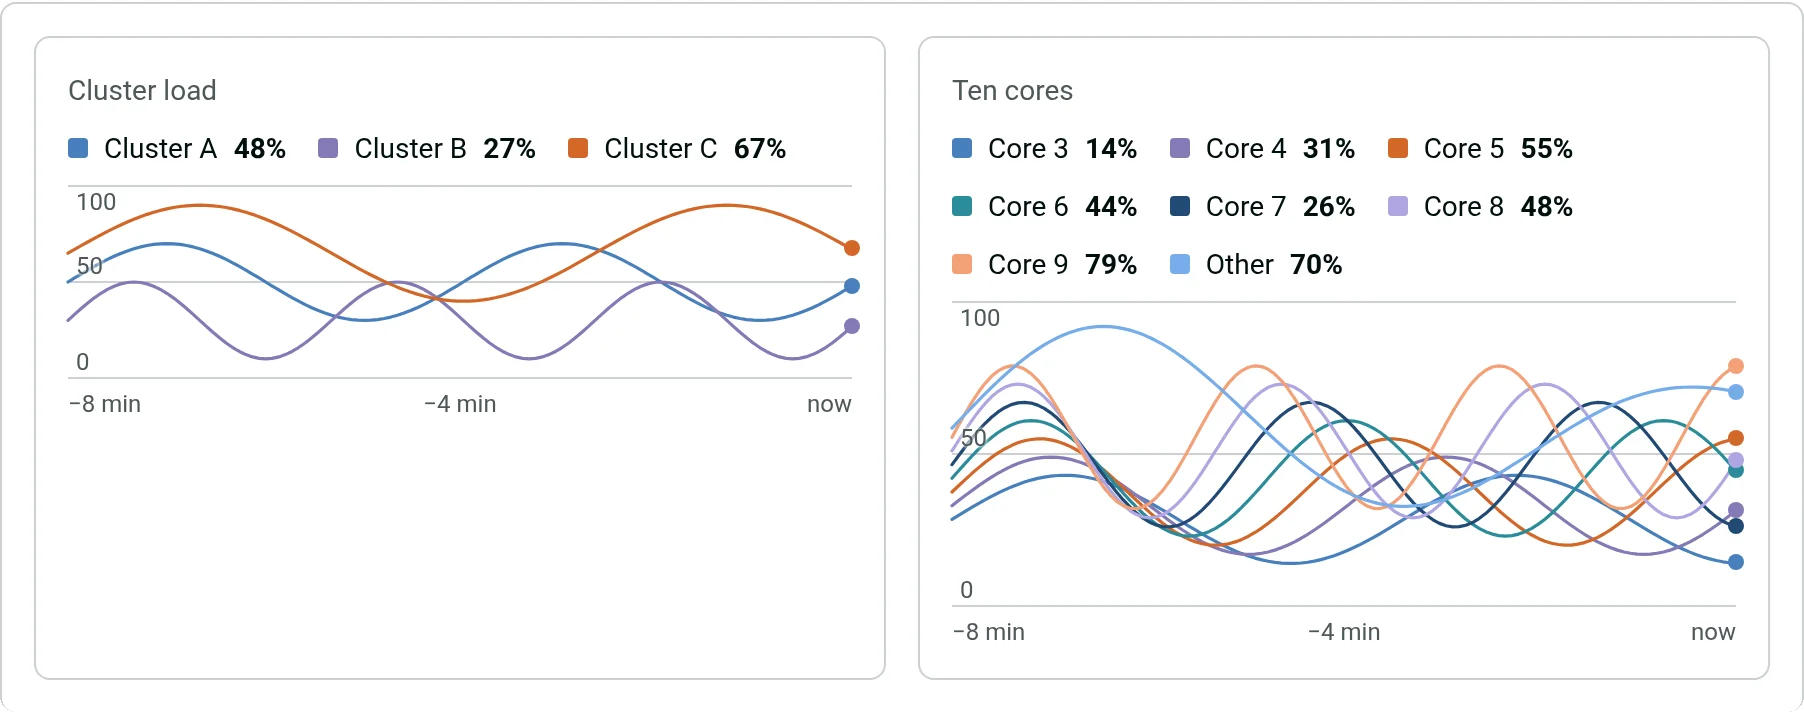 Cluster load
Cluster A 48% Cluster B 27% Cluster C 67%
100
50
0
−8 min −4 min now
Ten cores
Core 3 14% Core 4 31% Core 5 55%
Core 6 44% Core 7 26% Core 8 48%
Core 9 79% Other 70%
100
50
0
−8 min −4 min now